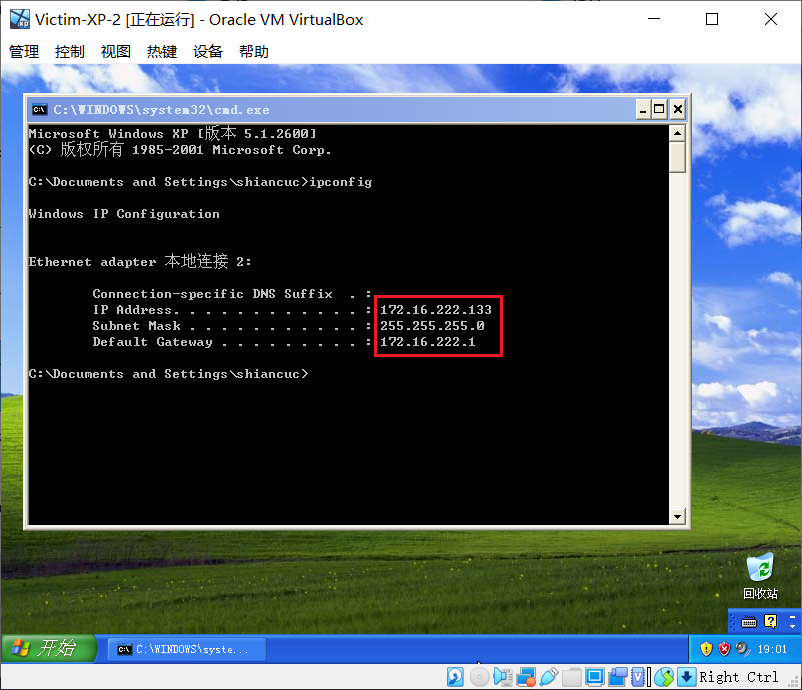 Victim-XP-2 [正在运行] - Oracle VM VirtualBox
管理 控制 视图 热键 设备 帮助
C:\WINDOWS\system32\cmd.exe
Microsoft Windows XP [版本 5.1.2600]
(C) 版权所有 1985-2001 Microsoft Corp.
C:\Documents and Settings\shiancuc>ipconfig
Windows IP Configuration
Ethernet adapter 本地连接 2:
Connection-specific DNS Suffix  . :
IP Address. . . . . . . . . . . . : 172.16.222.133
Subnet Mask . . . . . . . . . . . : 255.255.255.0
Default Gateway . . . . . . . . . : 172.16.222.1
C:\Documents and Settings\shiancuc>
回收站
开始
C:\WINDOWS\syste...
19:01
Right Ctrl